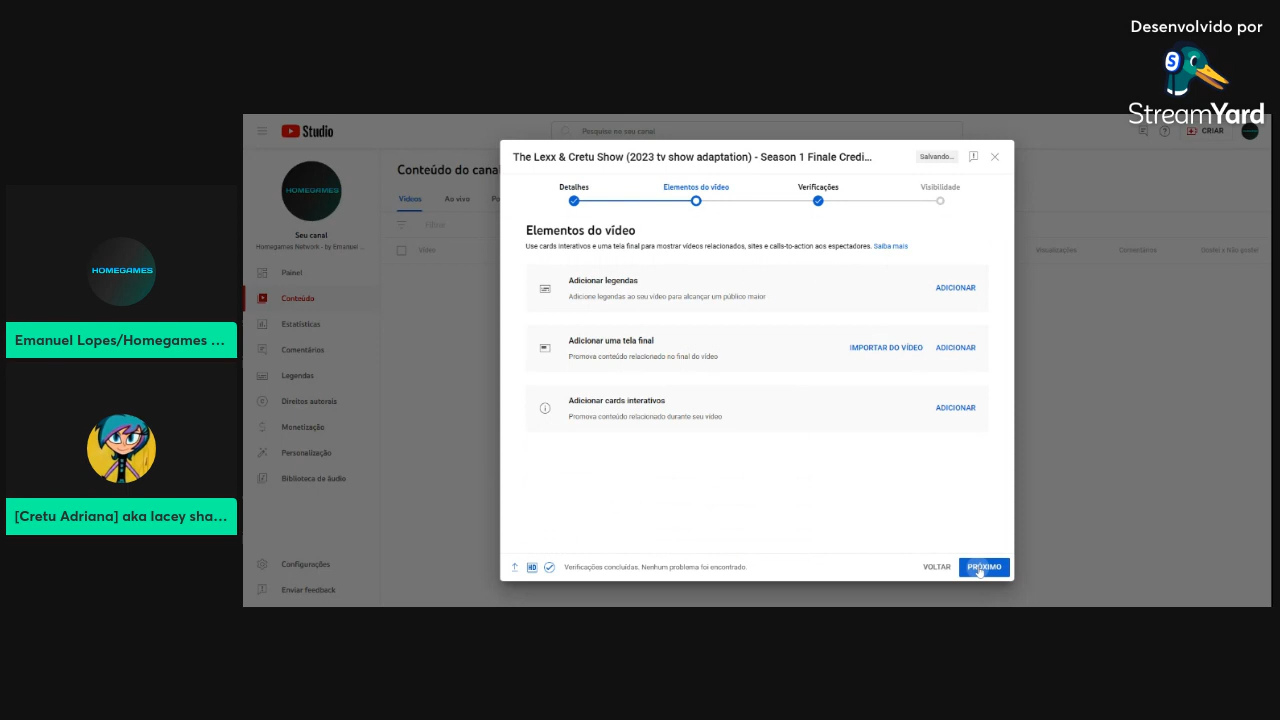 Desenvolvido por
StreamYard
Studio
Pesquise no seu canal
CRIAR
HOMEGAMES
Seu canal
Homegames Network - by Emanuel ...
Painel
Conteúdo
Estatísticas
Comentários
Legendas
Direitos autorais
Monetização
Personalização
Biblioteca de áudio
Configurações
Enviar feedback
Conteúdo do canal
Vídeos
Ao vivo
Filtrar
Vídeo
Visualizações
Comentários
The Lexx & Cretu Show (2023 tv show adaptation) - Season 1 Finale Credi...
Salvando...
Detalhes
Elementos do vídeo
Verificações
Visibilidade
Elementos do vídeo
Use cards interativos e uma tela final para mostrar vídeos relacionados, sites e calls-to-action aos espectadores. Saiba mais
Adicionar legendas
Adicione legendas ao seu vídeo para alcançar um público maior
ADICIONAR
Adicionar uma tela final
Promova conteúdo relacionado no final do vídeo
IMPORTAR DO VÍDEO
ADICIONAR
Adicionar cards interativos
Promova conteúdo relacionado durante seu vídeo
ADICIONAR
HD
Verificações concluídas. Nenhum problema foi encontrado.
VOLTAR
PRÓXIMO
HOMEGAMES
Emanuel Lopes/Homegames ...
[Cretu Adriana] aka lacey sha...